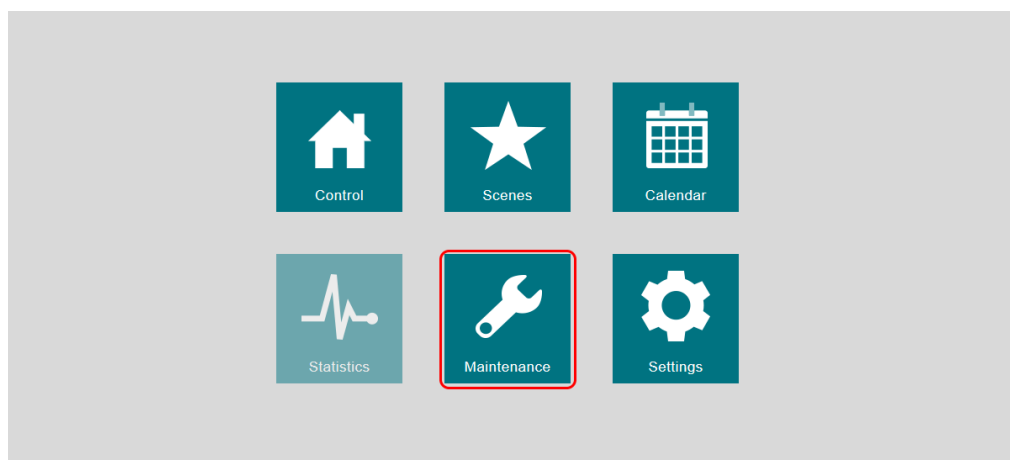 Control
Scenes
Calendar
Statistics
Maintenance
Settings